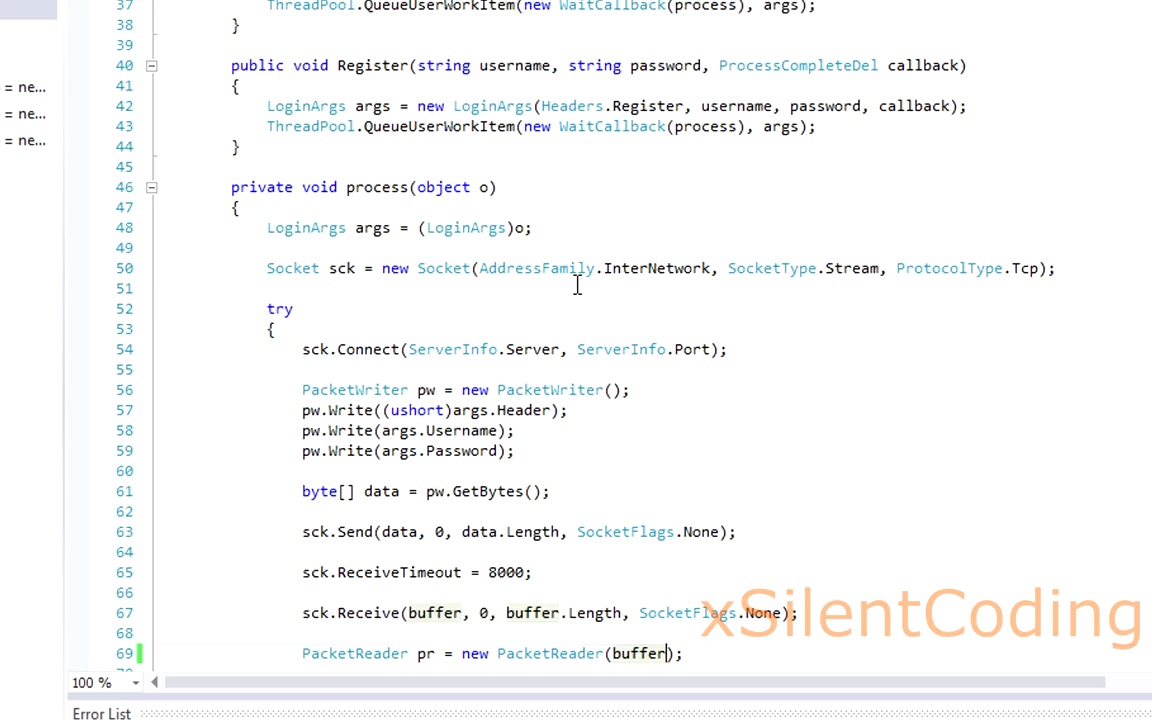 37 ThreadPool.QueueUserWorkItem(new WaitCallback(process), args);
38 }
39
40 public void Register(string username, string password, ProcessCompleteDel callback)
= ne...
41 {
42 LoginArgs args = new LoginArgs(Headers.Register, username, password, callback);
= ne...
43 ThreadPool.QueueUserWorkItem(new WaitCallback(process), args);
= ne...
44 }
45
46 private void process(object o)
47 {
48 LoginArgs args = (LoginArgs)o;
49
50 Socket sck = new Socket(AddressFamily.InterNetwork, SocketType.Stream, ProtocolType.Tcp);
51
52 try
53 {
54 sck.Connect(ServerInfo.Server, ServerInfo.Port);
55
56 PacketWriter pw = new PacketWriter();
57 pw.Write((ushort)args.Header);
58 pw.Write(args.Username);
59 pw.Write(args.Password);
60
61 byte[] data = pw.GetBytes();
62
63 sck.Send(data, 0, data.Length, SocketFlags.None);
64
65 sck.ReceiveTimeout = 8000;
66
67 sck.Receive(buffer, 0, buffer.Length, SocketFlags.None);
xSilentCoding
68
69 PacketReader pr = new PacketReader(buffer);
100 %
Error List